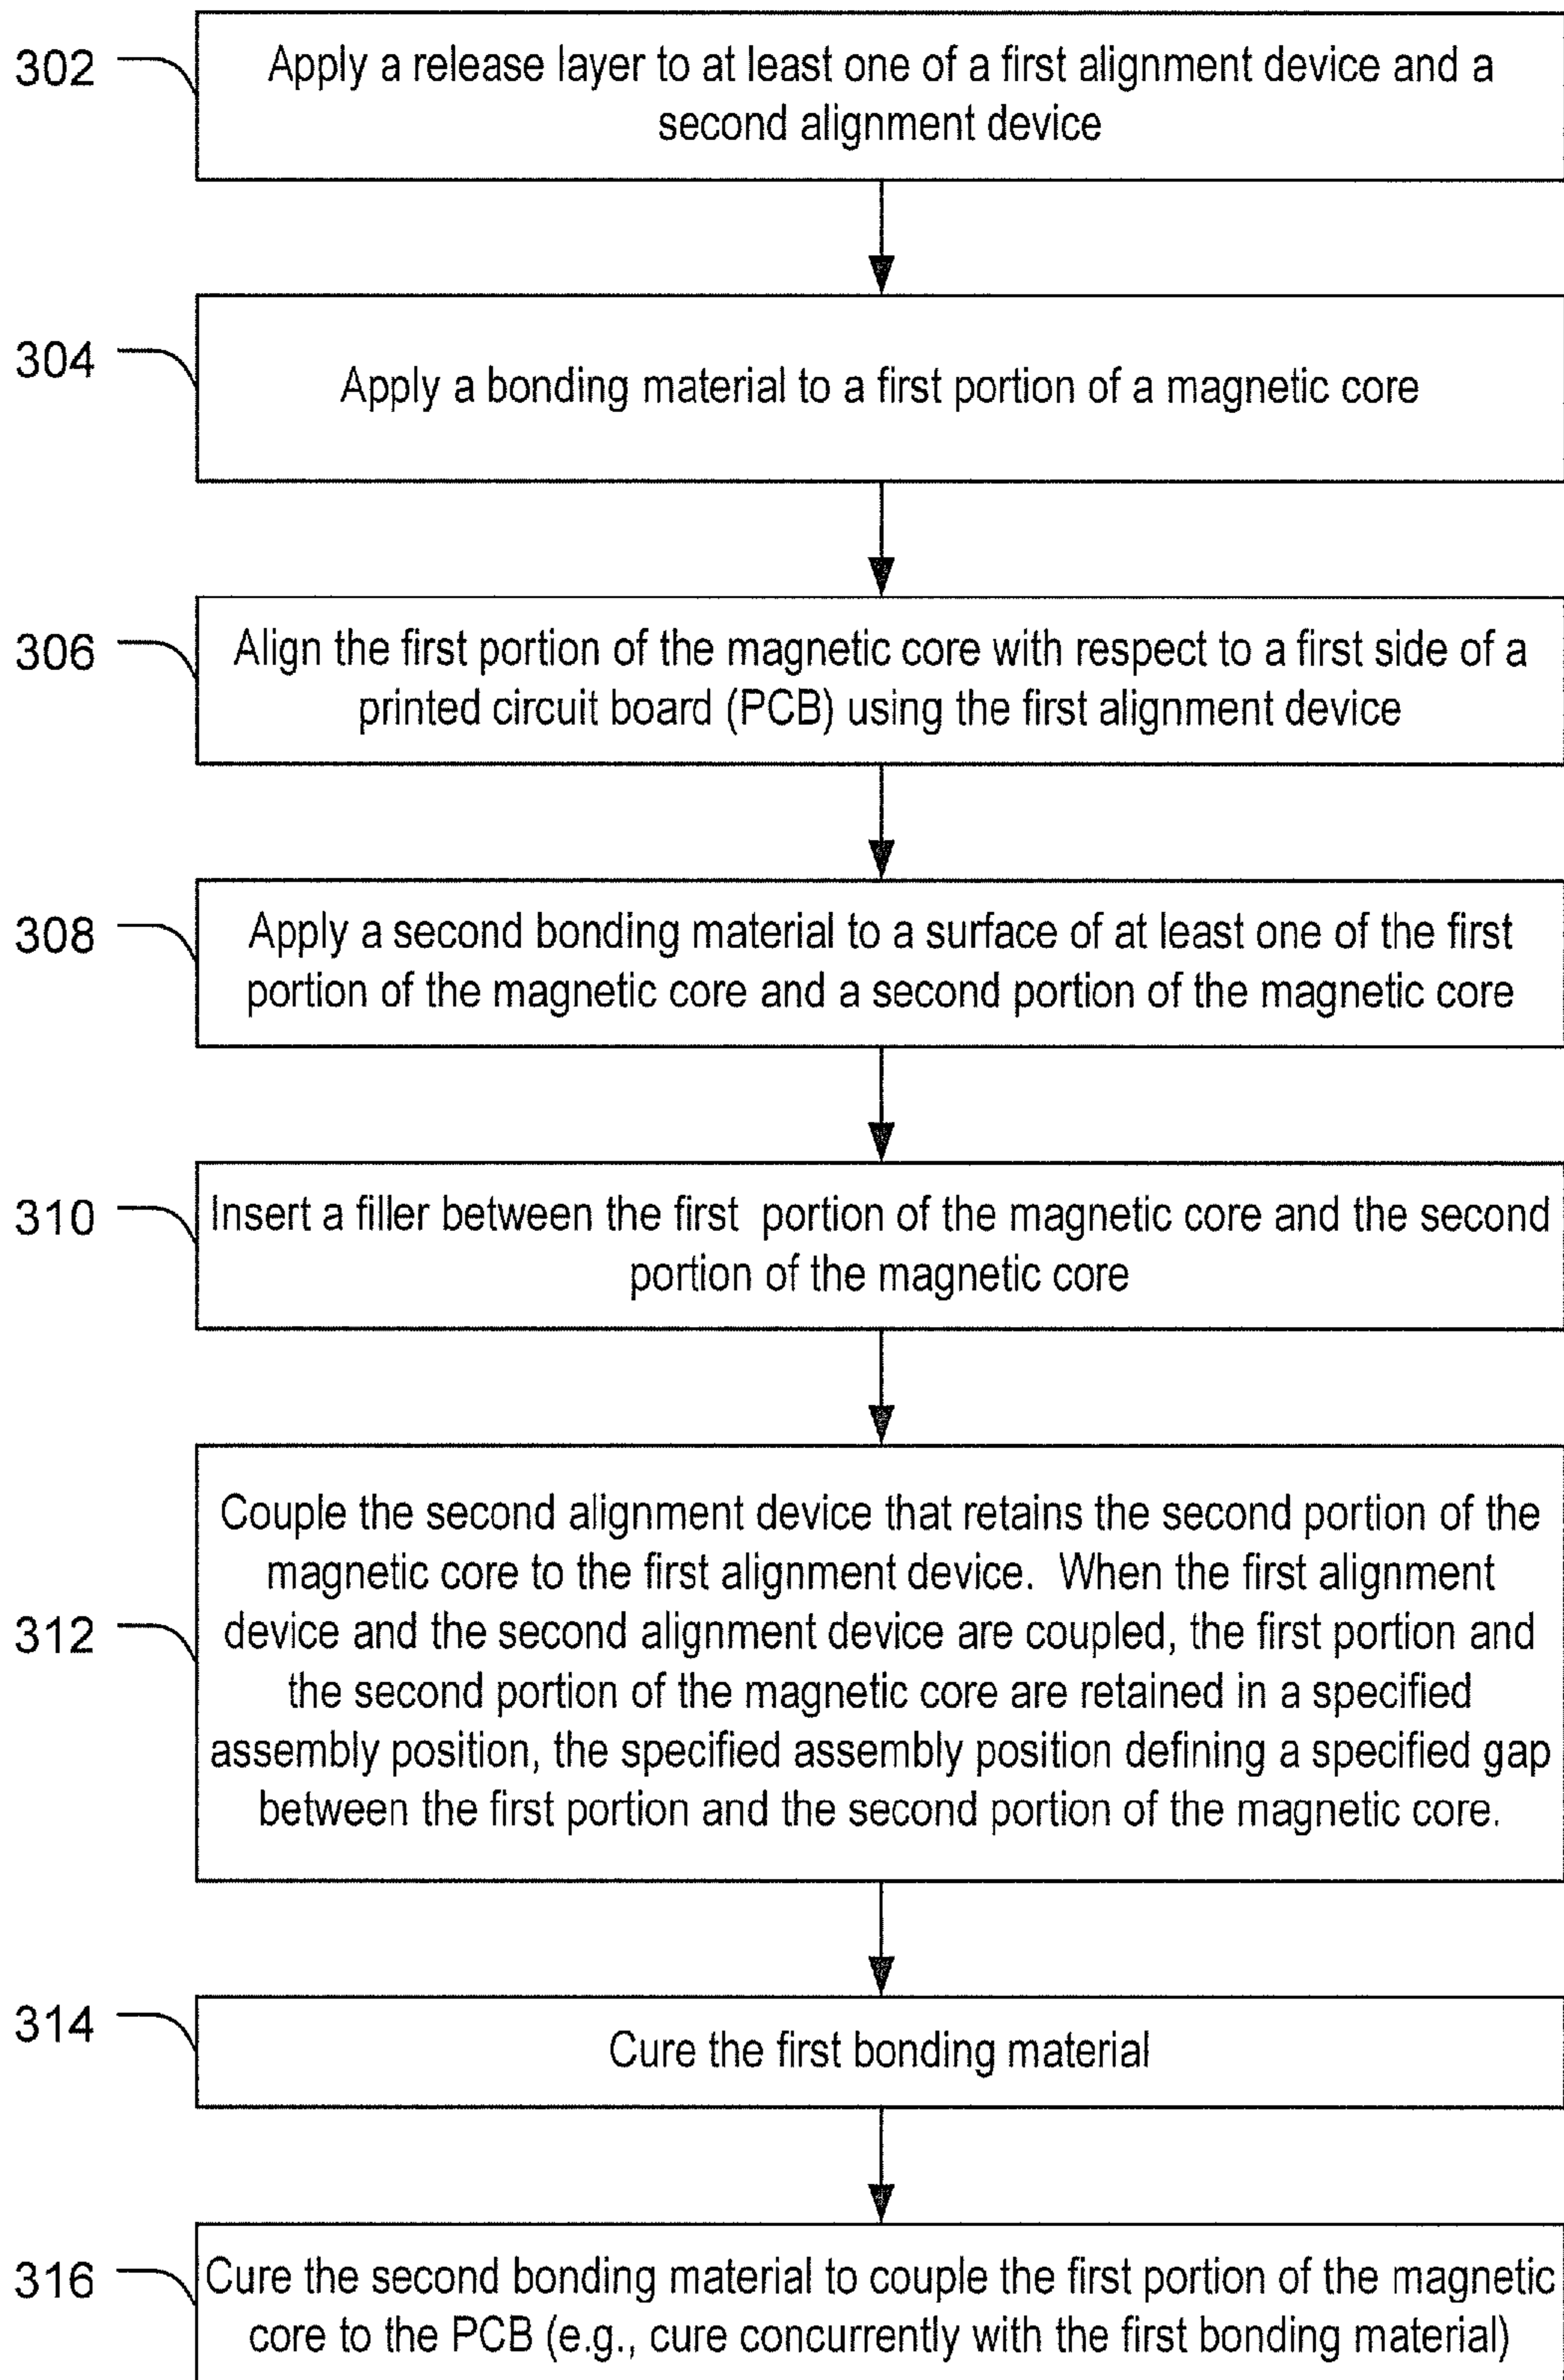 302
Apply a release layer to at least one of a first alignment device and a
second alignment device
304
Apply a bonding material to a first portion of a magnetic core
306
Align the first portion of the magnetic core with respect to a first side of a
printed circuit board (PCB) using the first alignment device
308
Apply a second bonding material to a surface of at least one of the first
portion of the magnetic core and a second portion of the magnetic core
310
Insert a filler between the first portion of the magnetic core and the second
portion of the magnetic core
312
Couple the second alignment device that retains the second portion of the
magnetic core to the first alignment device. When the first alignment
device and the second alignment device are coupled, the first portion and
the second portion of the magnetic core are retained in a specified
assembly position, the specified assembly position defining a specified gap
between the first portion and the second portion of the magnetic core.
314
Cure the first bonding material
316
Cure the second bonding material to couple the first portion of the magnetic
core to the PCB (e.g., cure concurrently with the first bonding material)